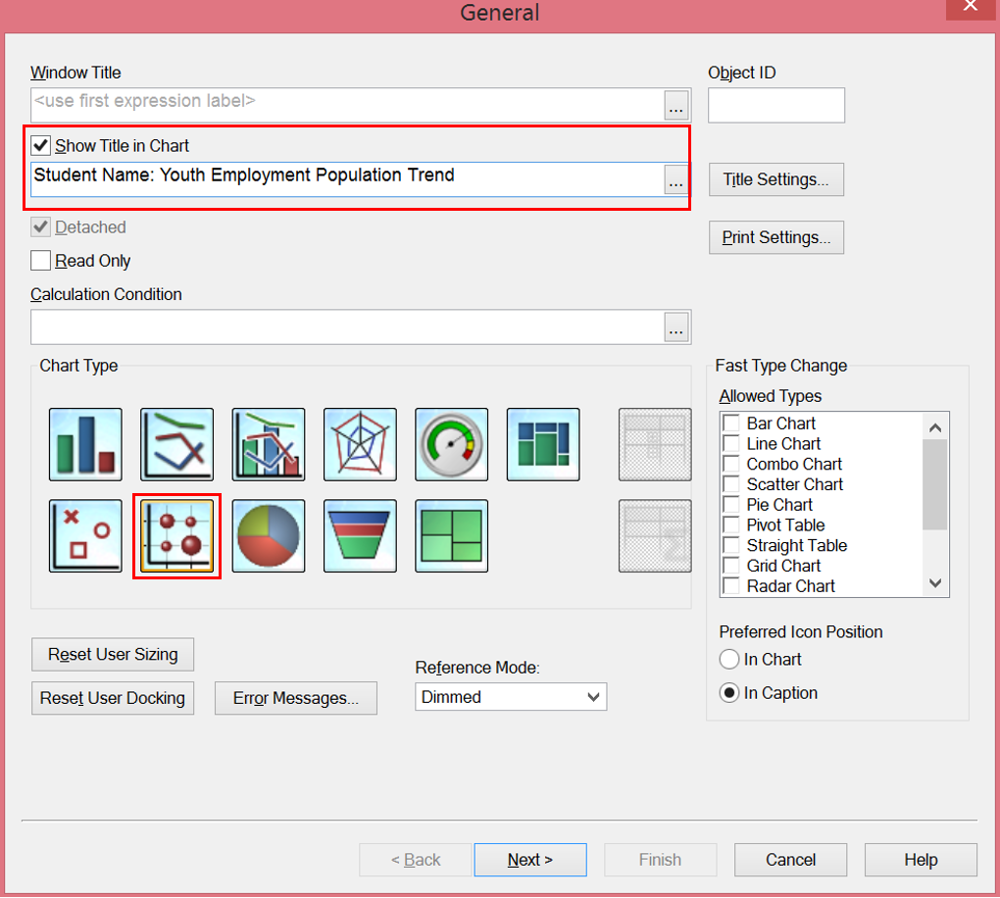 General
Window Title
Object ID
<use first expression label>
...
Show Title in Chart
Student Name: Youth Employment Population Trend
...
Title Settings...
Detached
Print Settings...
Read Only
Calculation Condition
...
Chart Type
Fast Type Change
Allowed Types
Bar Chart
Line Chart
Combo Chart
Scatter Chart
Pie Chart
Pivot Table
Straight Table
Grid Chart
Radar Chart
Preferred Icon Position
In Chart
In Caption
Reset User Sizing
Reset User Docking
Error Messages...
Reference Mode:
Dimmed
< Back
Next >
Finish
Cancel
Help